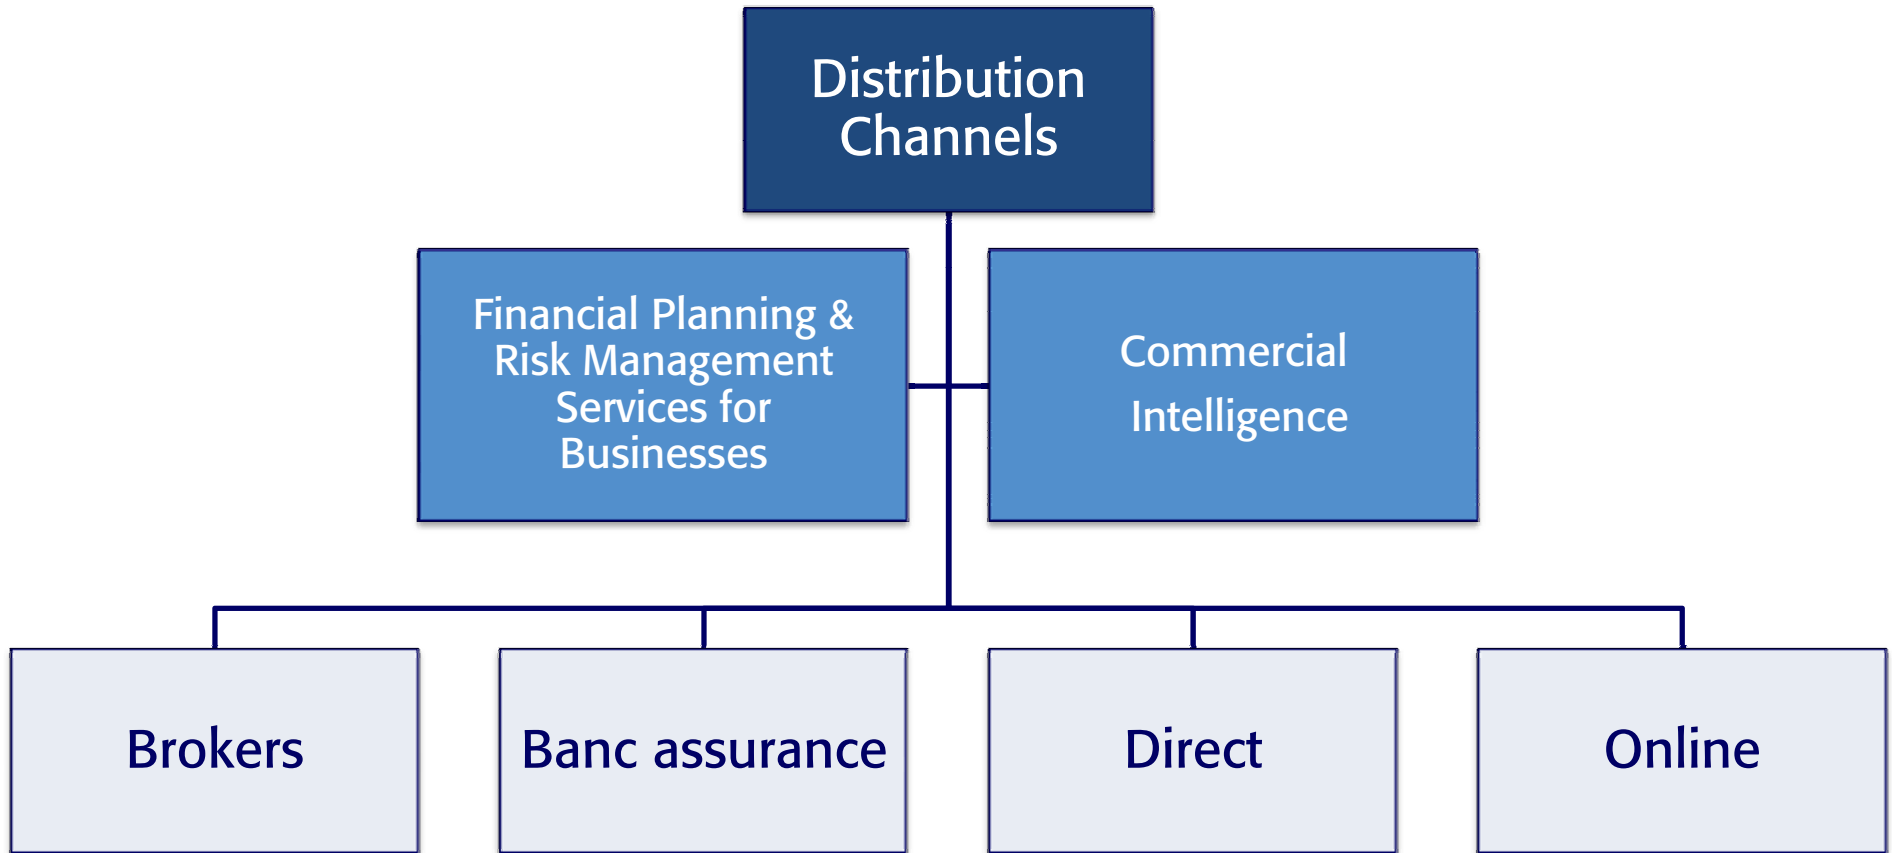 Distribution
Channels
Financial Planning &
Risk Management
Services for
Businesses
Commercial
Intelligence
Brokers
Banc assurance
Direct
Online